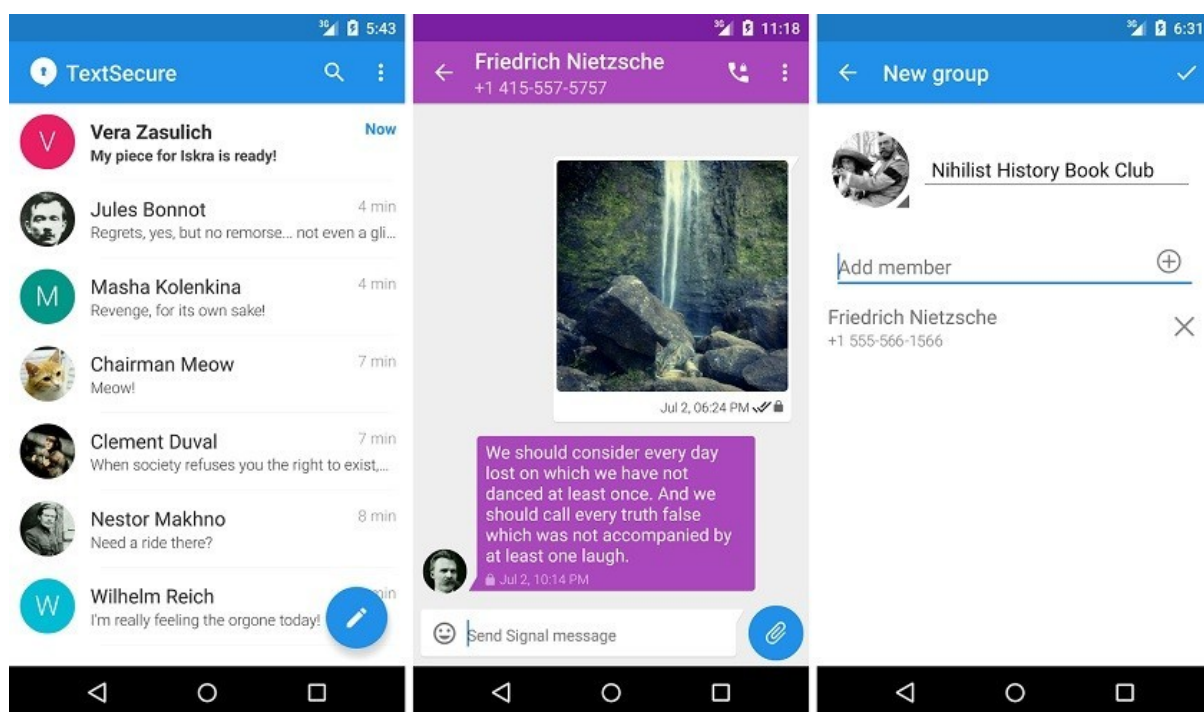 3G 5:43
TextSecure
V
Vera Zasulich
Now
My piece for Iskra is ready!
Jules Bonnot
4 min
Regrets, yes, but no remorse... not even a gli...
M
Masha Kolenkina
4 min
Revenge, for its own sake!
Chairman Meow
7 min
Meow!
Clement Duval
7 min
When society refuses you the right to exist,...
Nestor Makhno
8 min
Need a ride there?
W
Wilhelm Reich
min
I'm really feeling the orgone today!
3G 11:18
Friedrich Nietzsche
+1 415-557-5757
Jul 2, 06:24 PM
We should consider every day
lost on which we have not
danced at least once. And we
should call every truth false
which was not accompanied by
at least one laugh.
Jul 2, 10:14 PM
Send Signal message
3G 6:31
New group
Nihilist History Book Club
Add member
Friedrich Nietzsche
+1 555-566-1566